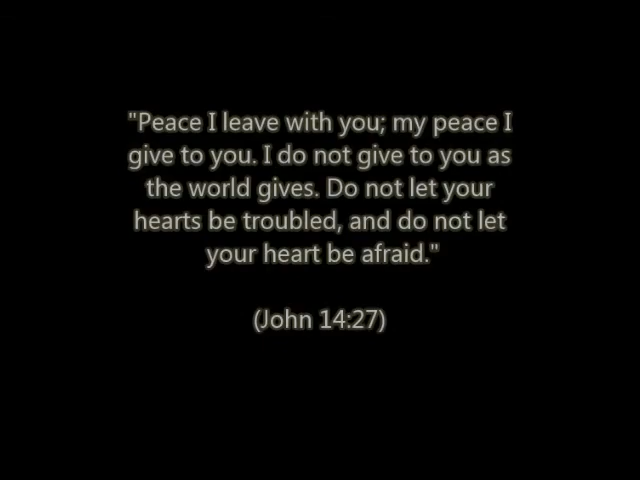 "Peace I leave with you; my peace I
give to you. I do not give to you as
the world gives. Do not let your
hearts be troubled, and do not let
your heart be afraid."
(John 14:27)